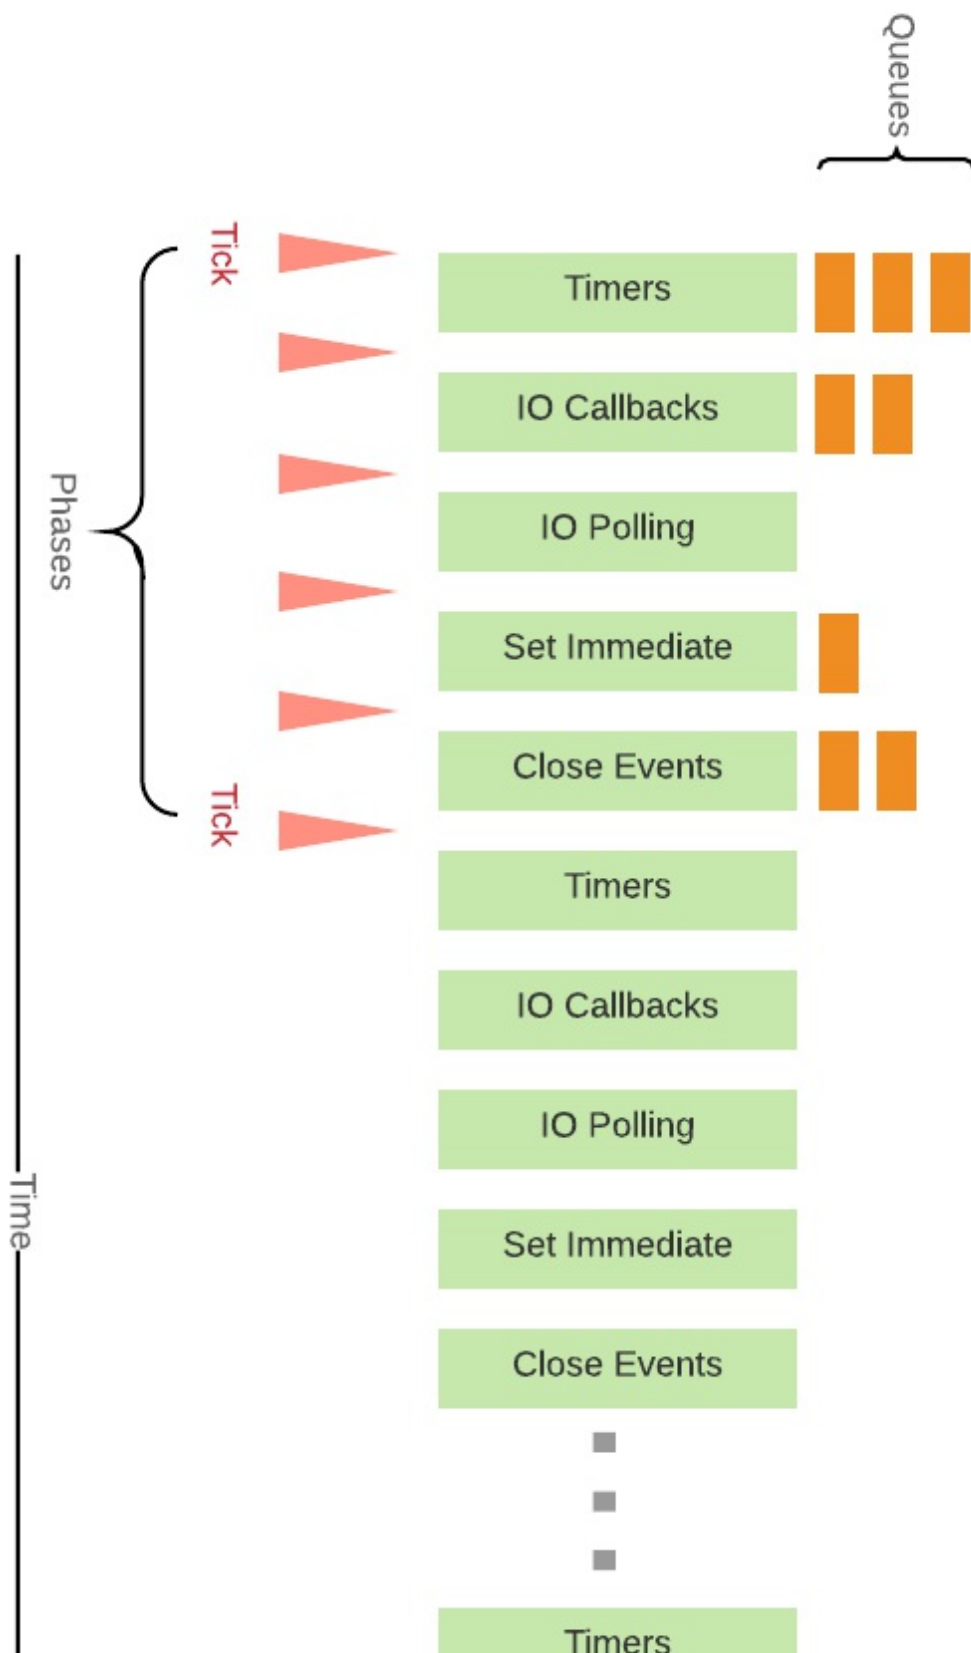 Queues
Tick
Timers
IO Callbacks
Phases
IO Polling
Set Immediate
Close Events
Tick
Timers
IO Callbacks
IO Polling
Time
Set Immediate
Close Events
Timers